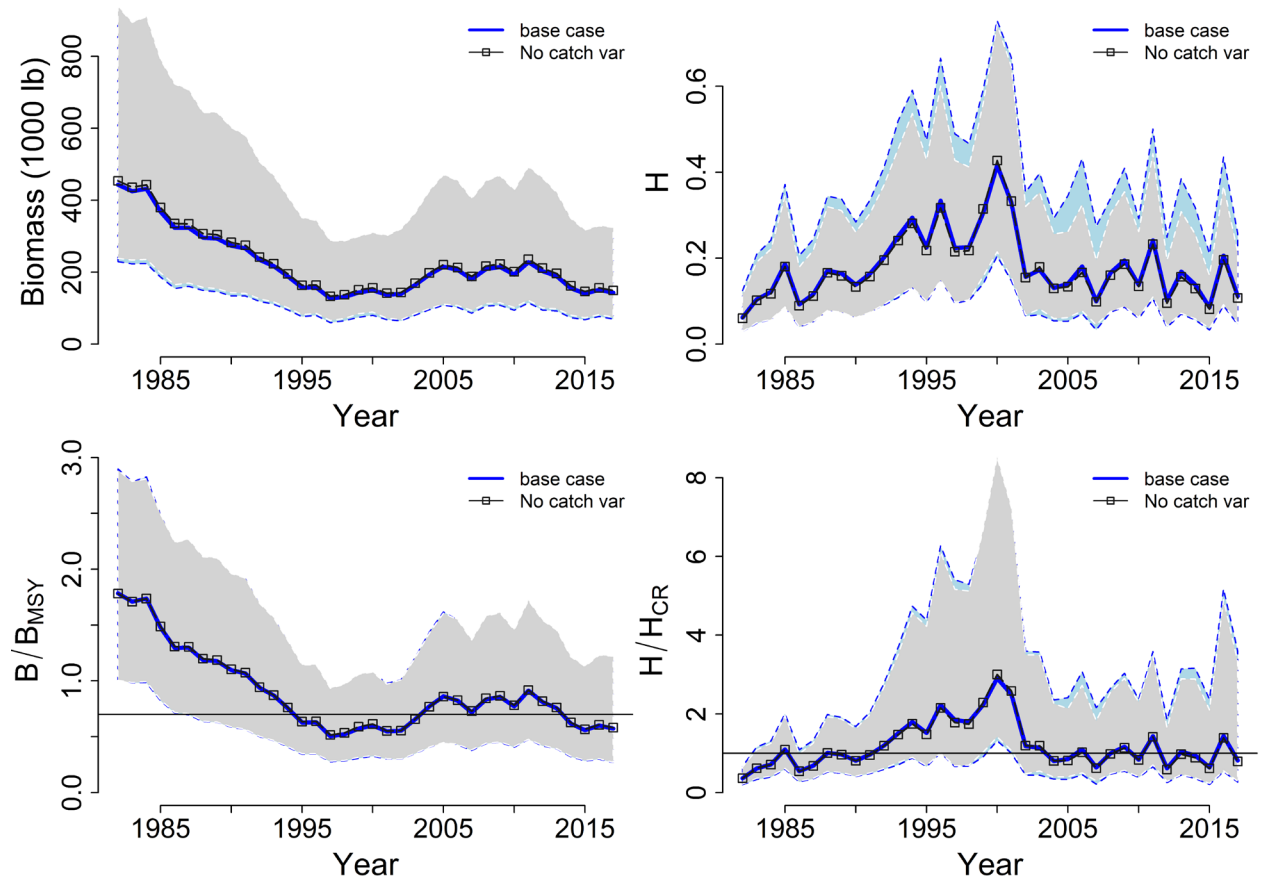 base case
No catch var
Biomass (1000 lb)
800
600
400
200
0
1985 1995 2005 2015
Year
base case
No catch var
H
0.6
0.4
0.2
0.0
1985 1995 2005 2015
Year
base case
No catch var
B/BMSY
3.0
2.0
1.0
0.0
1985 1995 2005 2015
Year
base case
No catch var
H/HCR
8
6
4
2
0
1985 1995 2005 2015
Year